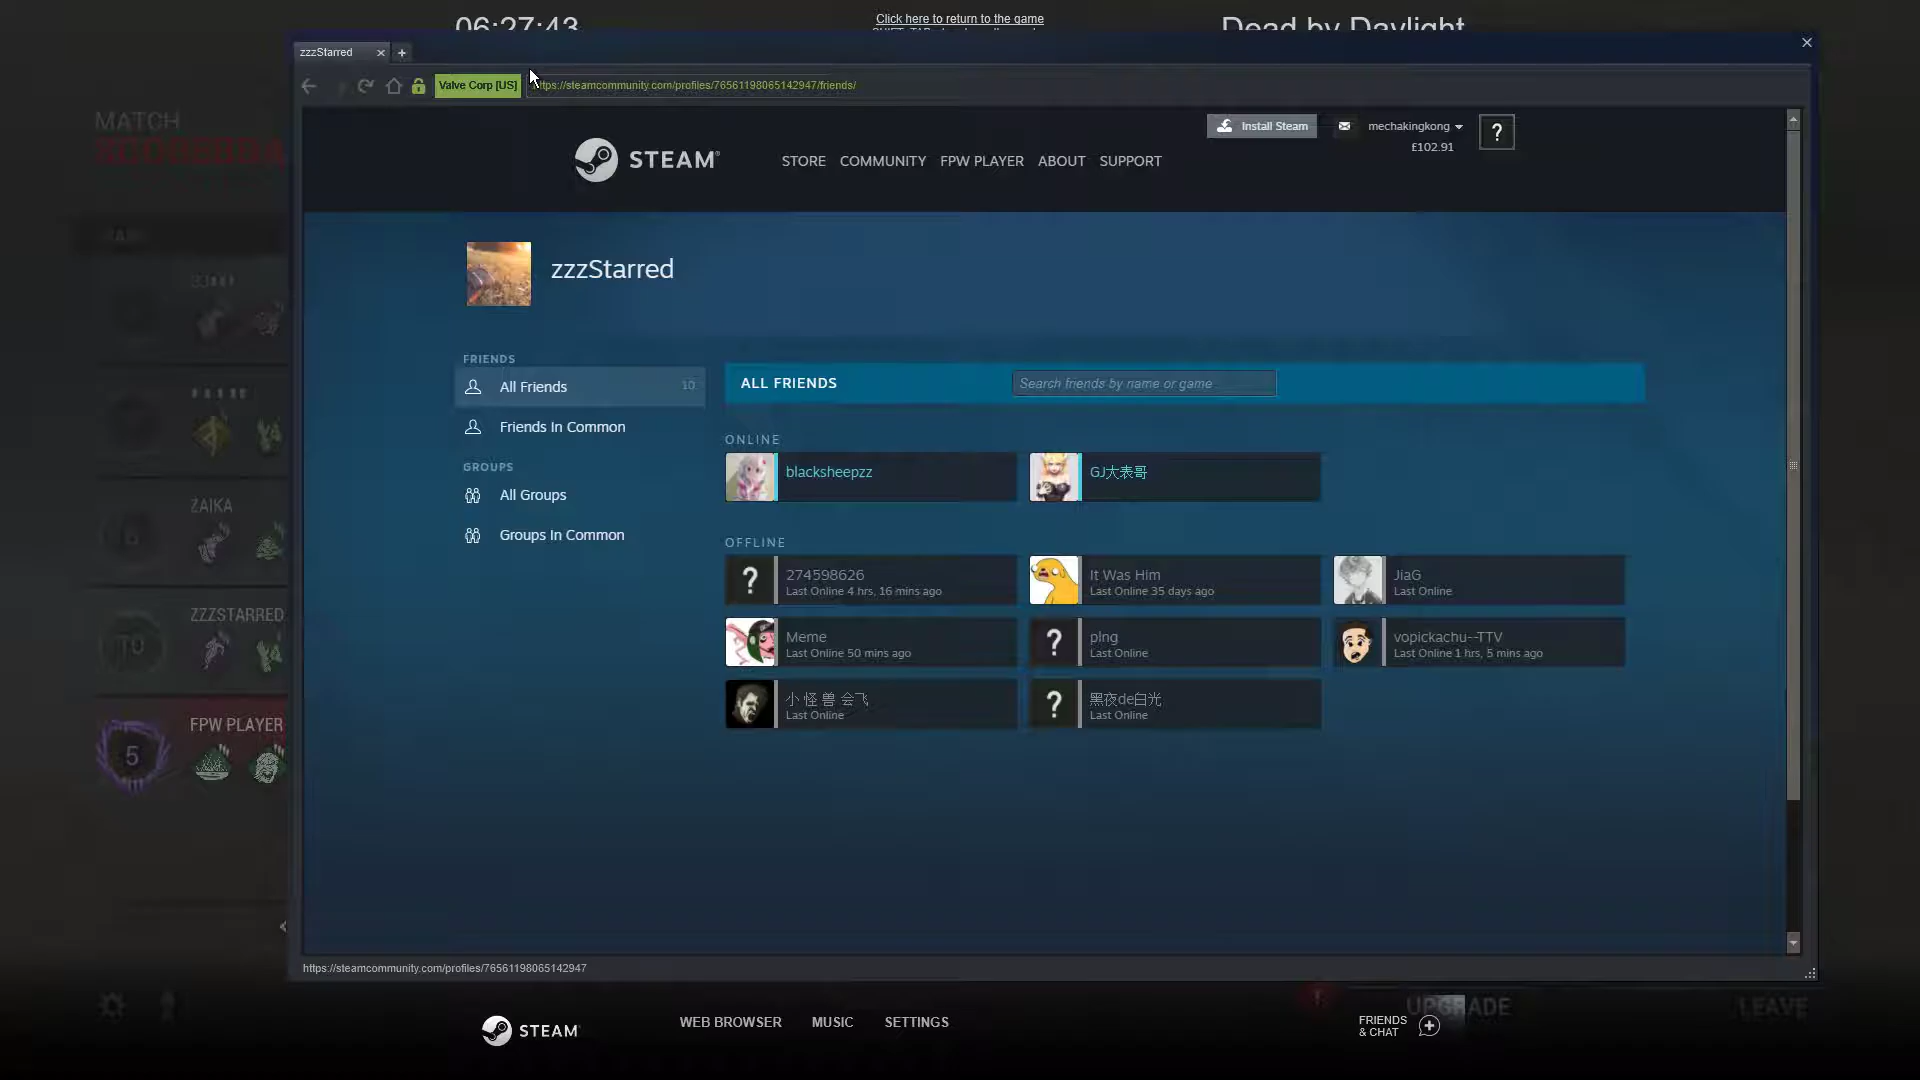 06:27:43
Click here to return to the game
Dead by Daylight
zzzStarred
Valve Corp [US]
https://steamcommunity.com/profiles/76561198065142947/friends/
MATCH
Install Steam
mechakingkong
£102.91
?
STEAM
STORE
COMMUNITY
FPW PLAYER
ABOUT
SUPPORT
zzzStarred
FRIENDS
All Friends
10
Friends In Common
GROUPS
All Groups
Groups In Common
ALL FRIENDS
Search friends by name or game
ONLINE
blacksheepzz
GJ大表哥
OFFLINE
?
274598626
Last Online 4 hrs, 16 mins ago
It Was Him
Last Online 35 days ago
JiaG
Last Online
Meme
Last Online 50 mins ago
?
plng
Last Online
vopickachu--TTV
Last Online 1 hrs, 5 mins ago
小 怪 兽 会飞
Last Online
?
黑夜de白光
Last Online
ZAIKA
ZZZSTARRED
10
FPW PLAYER
5
https://steamcommunity.com/profiles/76561198065142947
STEAM
WEB BROWSER
MUSIC
SETTINGS
FRIENDS
& CHAT
UPGRADE
LEAVE